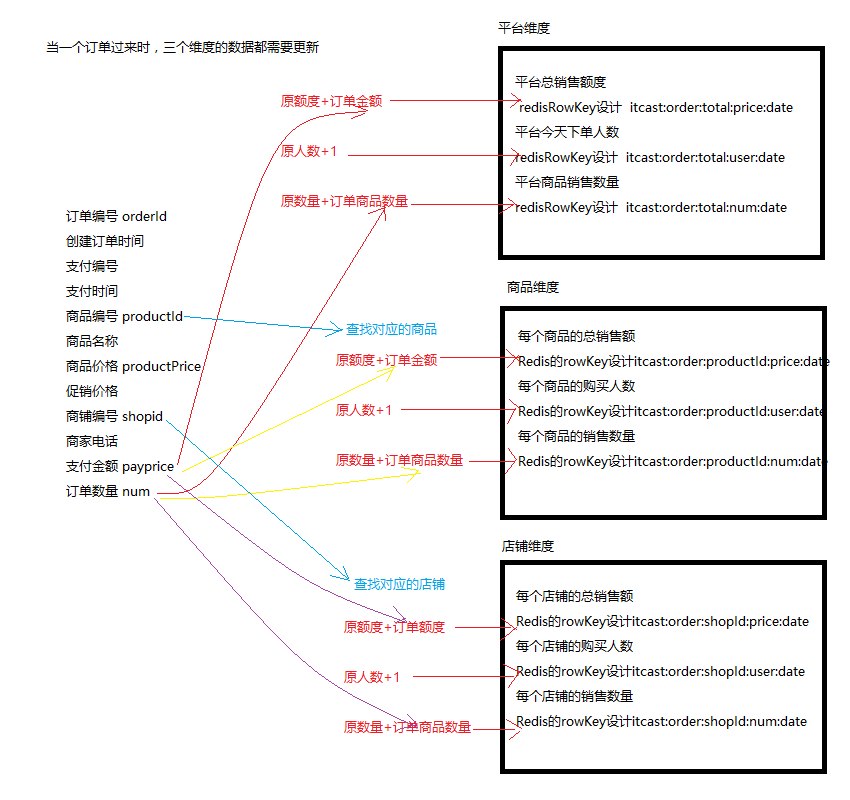 当一个订单过来时，三个维度的数据都需要更新
订单编号 orderId
创建订单时间
支付编号
支付时间
商品编号 productId
商品名称
商品价格 productPrice
促销价格
商铺编号 shopid
商家电话
支付金额 payprice
订单数量 num
原额度+订单金额
原人数+1
原数量+订单商品数量
平台维度
平台总销售额度
redisRowKey设计 itcast:order:total:price:date
平台今天下单人数
redisRowKey设计 itcast:order:total:user:date
平台商品销售数量
redisRowKey设计 itcast:order:total:num:date
查找对应的商品
原额度+订单金额
原人数+1
原数量+订单商品数量
商品维度
每个商品的总销售额
Redis的rowKey设计itcast:order:productId:price:date
每个商品的购买人数
Redis的rowKey设计itcast:order:productId:user:date
每个商品的销售数量
Redis的rowKey设计itcast:order:productId:num:date
查找对应的店铺
原额度+订单额度
原人数+1
原数量+订单商品数量
店铺维度
每个店铺的总销售额
Redis的rowKey设计itcast:order:shopId:price:date
每个店铺的购买人数
Redis的rowKey设计itcast:order:shopId:user:date
每个店铺的销售数量
Redis的rowKey设计itcast:order:shopId:num:date